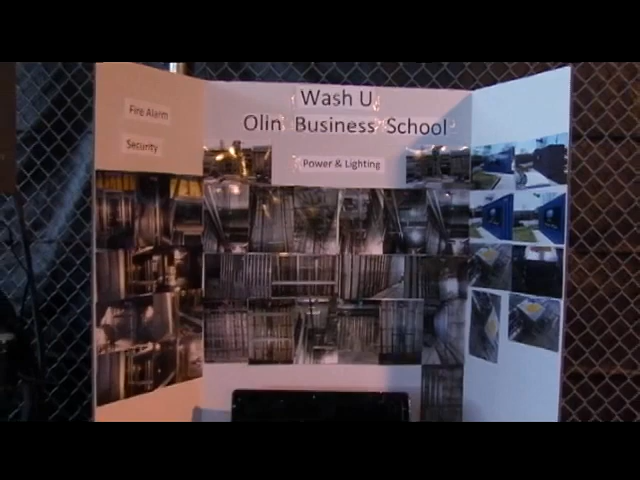 Wash U
Olin Business School
Fire Alarm
Security
Power & Lighting